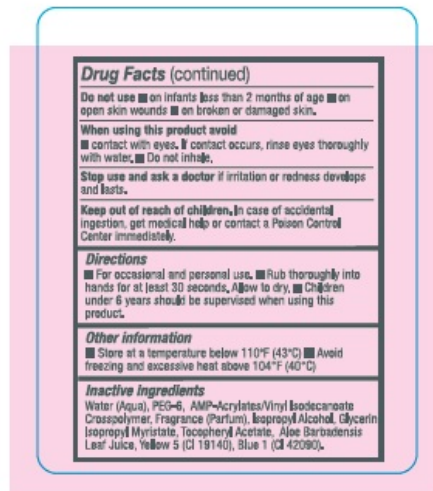 Drug Facts (continued)
Do not use ■ on infants less than 2 months of age ■ on
open skin wounds ■ on broken or damaged skin.
When using this product avoid
■ contact with eyes. If contact occurs, rinse eyes thoroughly
with water. ■ Do not inhale.
Stop use and ask a doctor if irritation or redness develops
and lasts.
Keep out of reach of children. In case of accidental
ingestion, get medical help or contact a Poison Control
Center immediately.
Directions
■ For occasional and personal use. ■ Rub thoroughly into
hands for at least 30 seconds. Allow to dry. ■ Children
under 6 years should be supervised when using this
product.
Other information
■ Store at a temperature below 110°F (43°C) ■ Avoid
freezing and excessive heat above 104°F (40°C)
Inactive ingredients
Water (Aqua), PEG-6, AMP-Acrylates/Vinyl Isodecanoate
Crosspolymer, Fragrance (Parfum), Isopropyl Alcohol, Glycerin
Isopropyl Myristate, Tocopheryl Acetate, Aloe Barbadensis
Leaf Juice, Yellow 5 (CI 19140), Blue 1 (CI 42090).